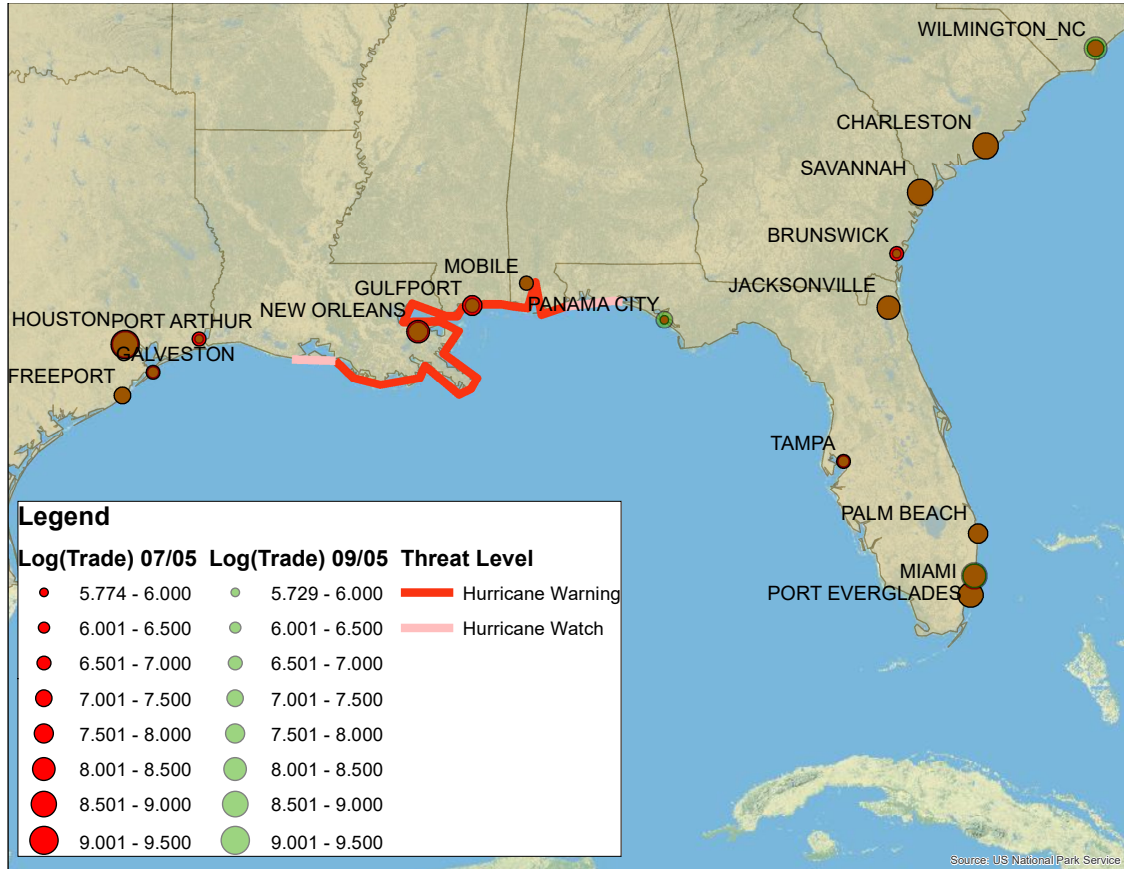 WILMINGTON_NC
CHARLESTON
SAVANNAH
BRUNSWICK
MOBILE
JACKSONVILLE
GULFPORT
PANAMA CITY
NEW ORLEANS
HOUSTON
PORT ARTHUR
GALVESTON
FREEPORT
TAMPA
PALM BEACH
MIAMI
PORT EVERGLADES
Legend
Log(Trade) 07/05 Log(Trade) 09/05 Threat Level
5.774 - 6.000 5.729 - 6.000 Hurricane Warning
6.001 - 6.500 6.001 - 6.500 Hurricane Watch
6.501 - 7.000 6.501 - 7.000
7.001 - 7.500 7.001 - 7.500
7.501 - 8.000 7.501 - 8.000
8.001 - 8.500 8.001 - 8.500
8.501 - 9.000 8.501 - 9.000
9.001 - 9.500 9.001 - 9.500
Source: US National Park Service